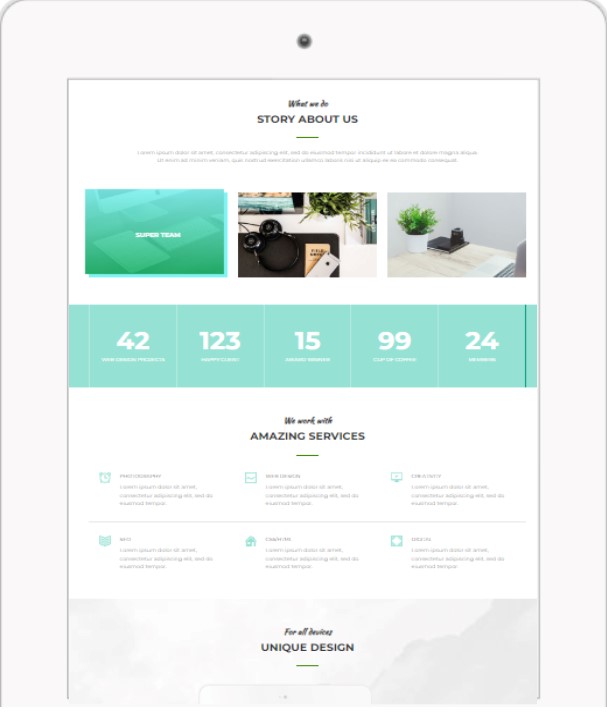 What we do
STORY ABOUT US
Lorem ipsum dolor sit amet, consectetur adipiscing elit, sed do eiusmod tempor incididunt ut labore et dolore magna aliqua.
Ut enim ad minim veniam, quis nostrud exercitation ullamco laboris nisi ut aliquip ex ea commodo consequat.
SUPER TEAM
42 123 15 99 24
WEB DESIGN PROJECTS HAPPY CLIENT AWARD WINNER CUP OF COFFEE MEMBERS
We work with
AMAZING SERVICES
PHOTOGRAPHY WEB DESIGN CREATIVITY
Lorem ipsum dolor sit amet, Lorem ipsum dolor sit amet, Lorem ipsum dolor sit amet,
consectetur adipiscing elit, sed do consectetur adipiscing elit, sed do consectetur adipiscing elit, sed do
eiusmod tempor. eiusmod tempor. eiusmod tempor.
SEO CSS/HTML
Lorem ipsum dolor sit amet, Lorem ipsum dolor sit amet, Lorem ipsum dolor sit amet,
consectetur adipiscing elit, sed do consectetur adipiscing elit, sed do consectetur adipiscing elit, sed do
eiusmod tempor. eiusmod tempor. eiusmod tempor.
For all devices
UNIQUE DESIGN